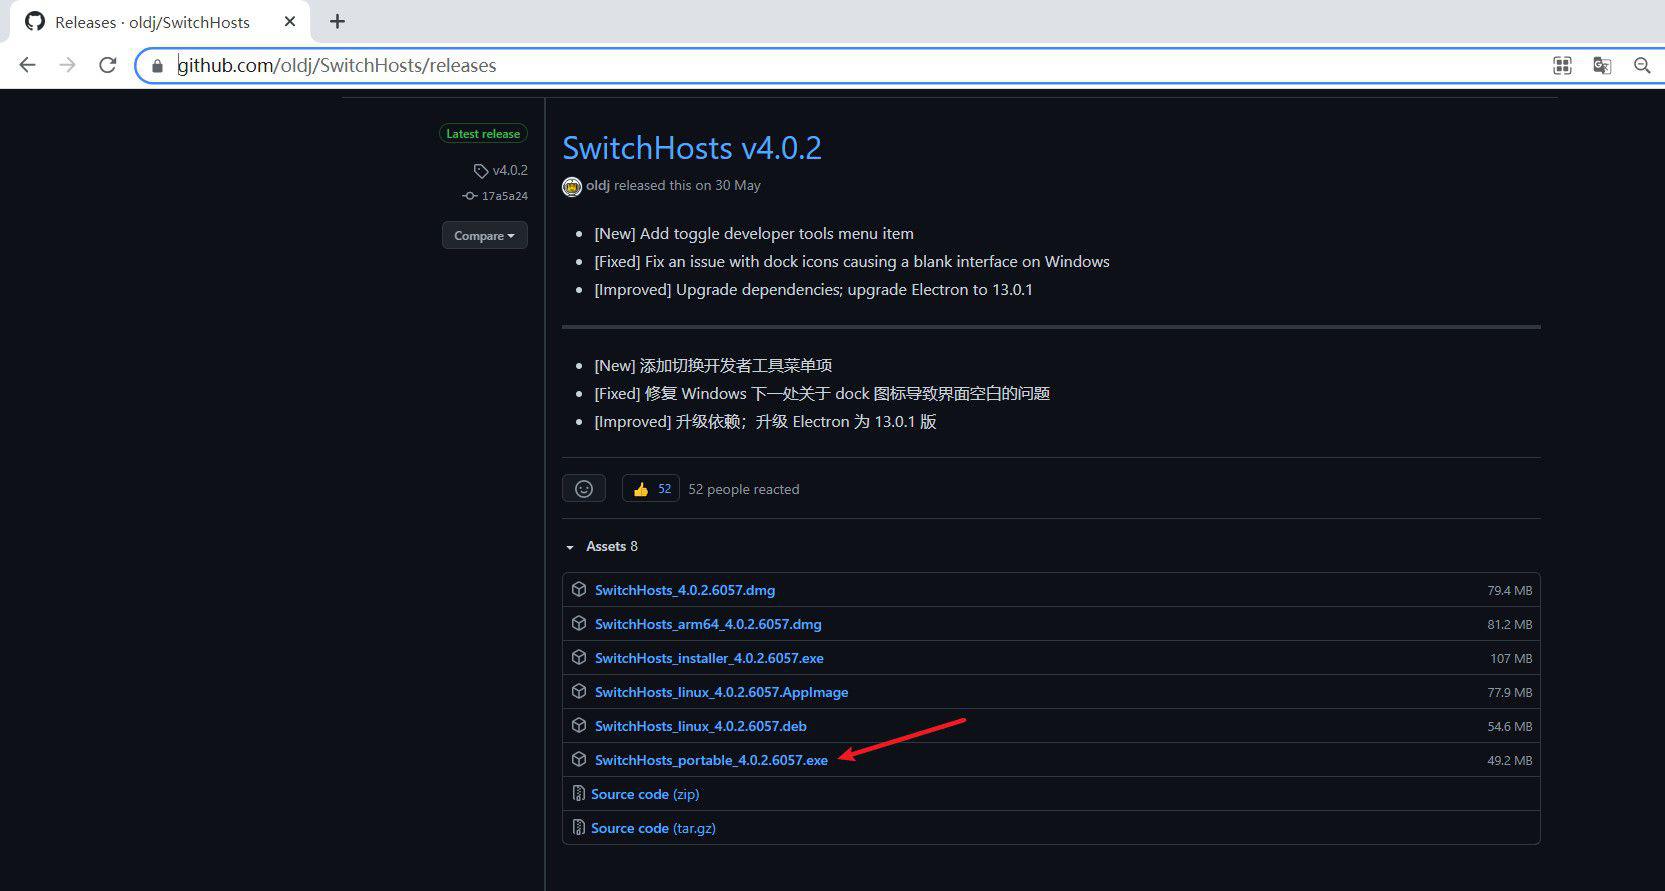 Releases · oldj/SwitchHosts
github.com/oldj/SwitchHosts/releases
Latest release
v4.0.2
17a5a24
Compare
SwitchHosts v4.0.2
oldj released this on 30 May
[New] Add toggle developer tools menu item
[Fixed] Fix an issue with dock icons causing a blank interface on Windows
[Improved] Upgrade dependencies; upgrade Electron to 13.0.1
[New] 添加切换开发者工具菜单项
[Fixed] 修复 Windows 下一处关于 dock 图标导致界面空白的问题
[Improved] 升级依赖；升级 Electron 为 13.0.1 版
👍 52 52 people reacted
Assets 8
SwitchHosts_4.0.2.6057.dmg 79.4 MB
SwitchHosts_arm64_4.0.2.6057.dmg 81.2 MB
SwitchHosts_installer_4.0.2.6057.exe 107 MB
SwitchHosts_linux_4.0.2.6057.AppImage 77.9 MB
SwitchHosts_linux_4.0.2.6057.deb 54.6 MB
SwitchHosts_portable_4.0.2.6057.exe 49.2 MB
Source code (zip)
Source code (tar.gz)